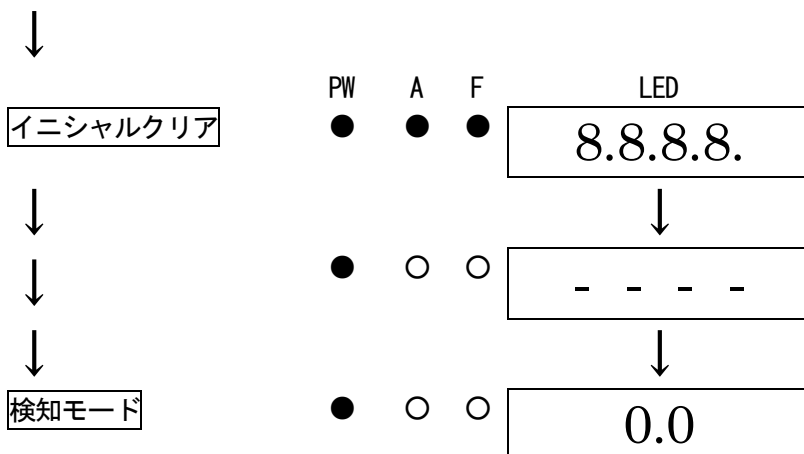 ↓
PW A F LED
イニシャルクリア ● ● ● 8.8.8.8.
↓ ↓
↓ ● ○ ○ - - - -
↓ ↓
検知モード ● ○ ○ 0.0